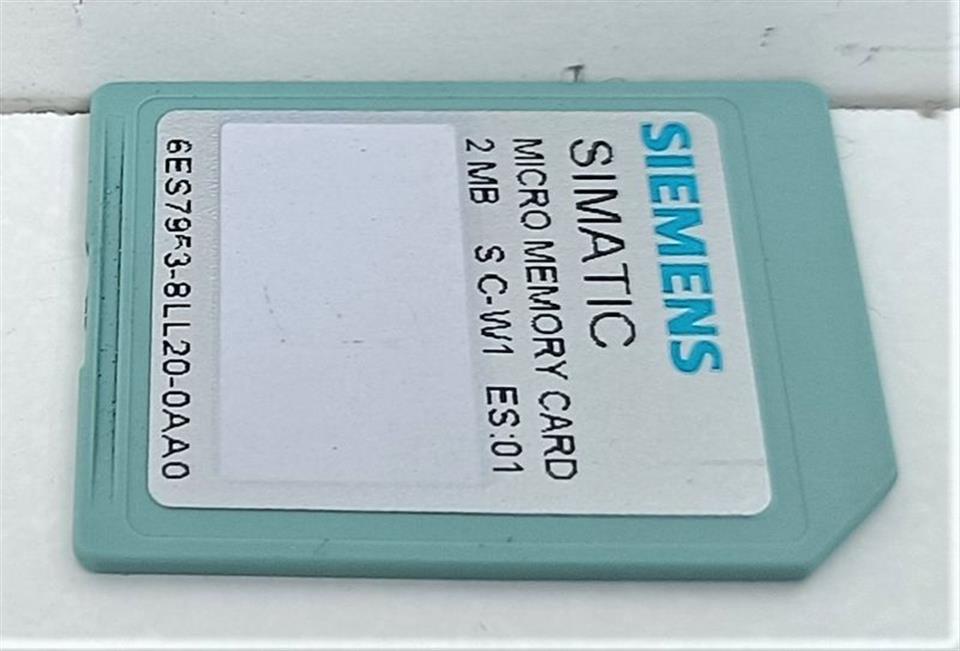 SIEMENS
SIMATIC
MICRO MEMORY CARD
2 MB S C-W1 ES:01
6ES7953-8LL20-0AA0